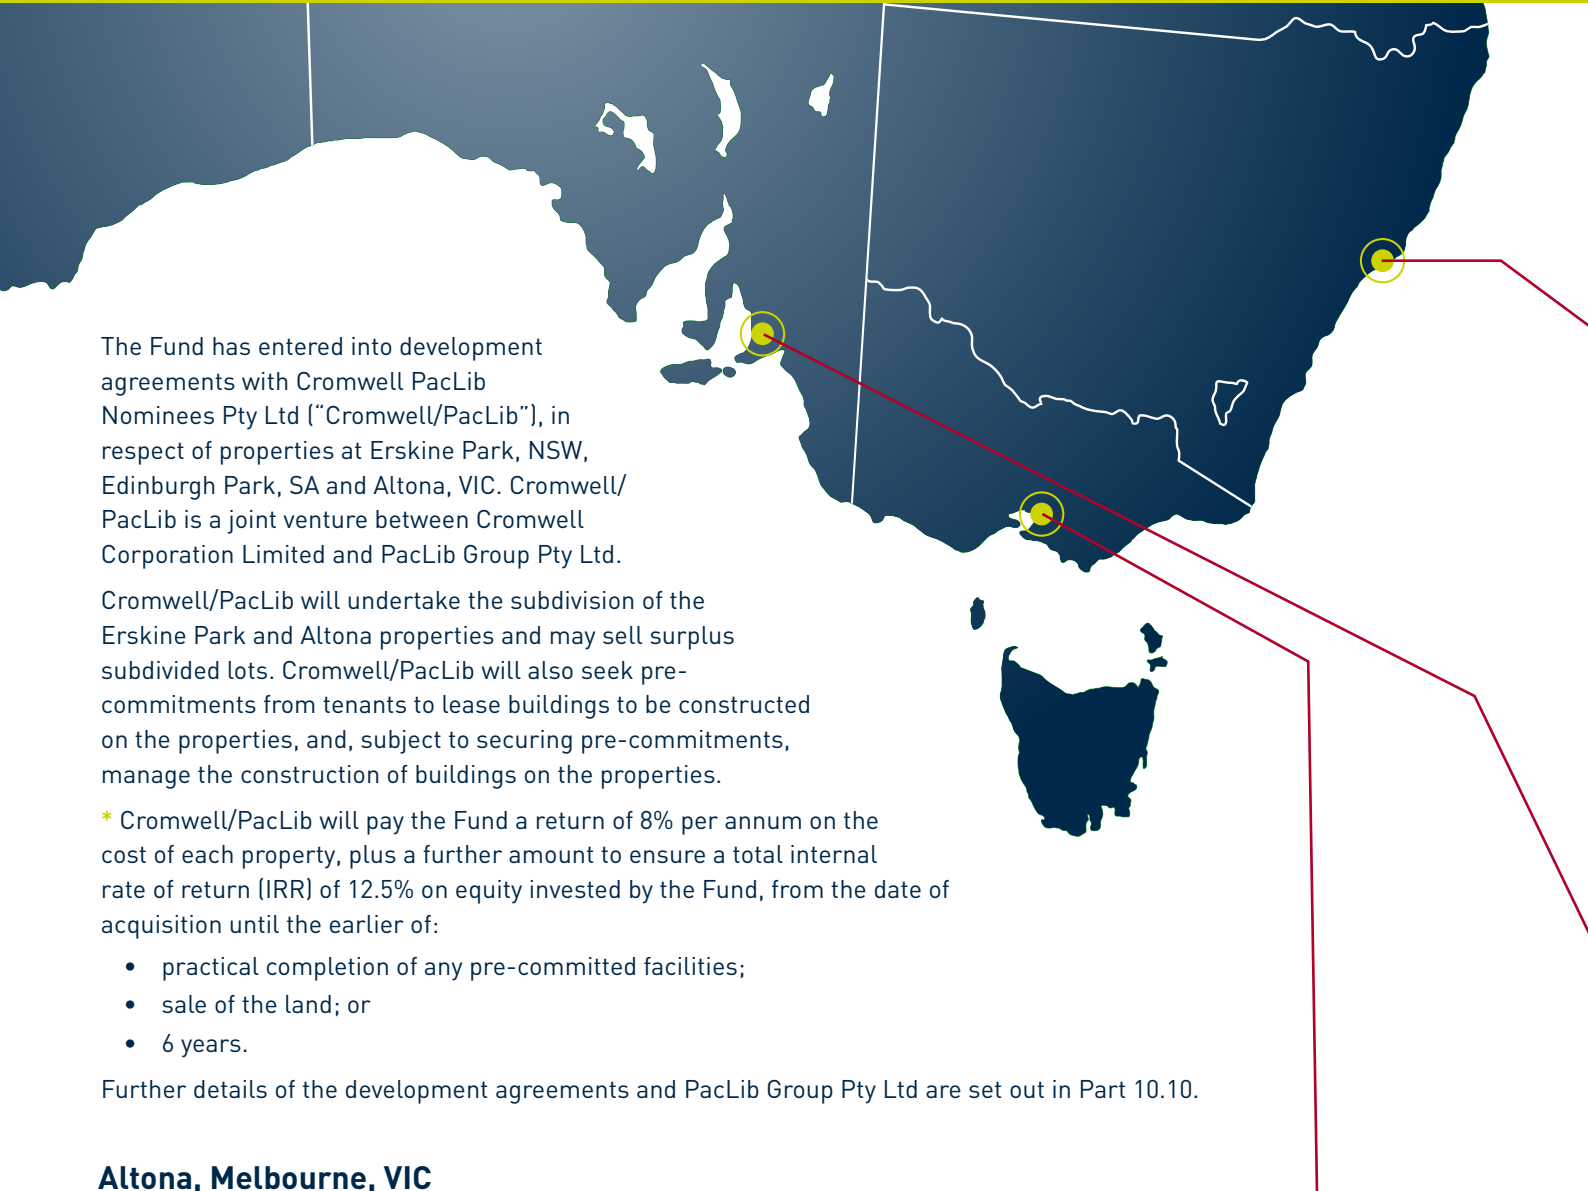 The Fund has entered into development
agreements with Cromwell PacLib
Nominees Pty Ltd (“Cromwell/PacLib”), in
respect of properties at Erskine Park, NSW,
Edinburgh Park, SA and Altona, VIC. Cromwell/
PacLib is a joint venture between Cromwell
Corporation Limited and PacLib Group Pty Ltd.
Cromwell/PacLib will undertake the subdivision of the
Erskine Park and Altona properties and may sell surplus
subdivided lots. Cromwell/PacLib will also seek pre-
commitments from tenants to lease buildings to be constructed
on the properties, and, subject to securing pre-commitments,
manage the construction of buildings on the properties.
* Cromwell/PacLib will pay the Fund a return of 8% per annum on the
cost of each property, plus a further amount to ensure a total internal
rate of return (IRR) of 12.5% on equity invested by the Fund, from the date of
acquisition until the earlier of:
• practical completion of any pre-committed facilities;
• sale of the land; or
• 6 years.
Further details of the development agreements and PacLib Group Pty Ltd are set out in Part 10.10.
Altona, Melbourne, VIC